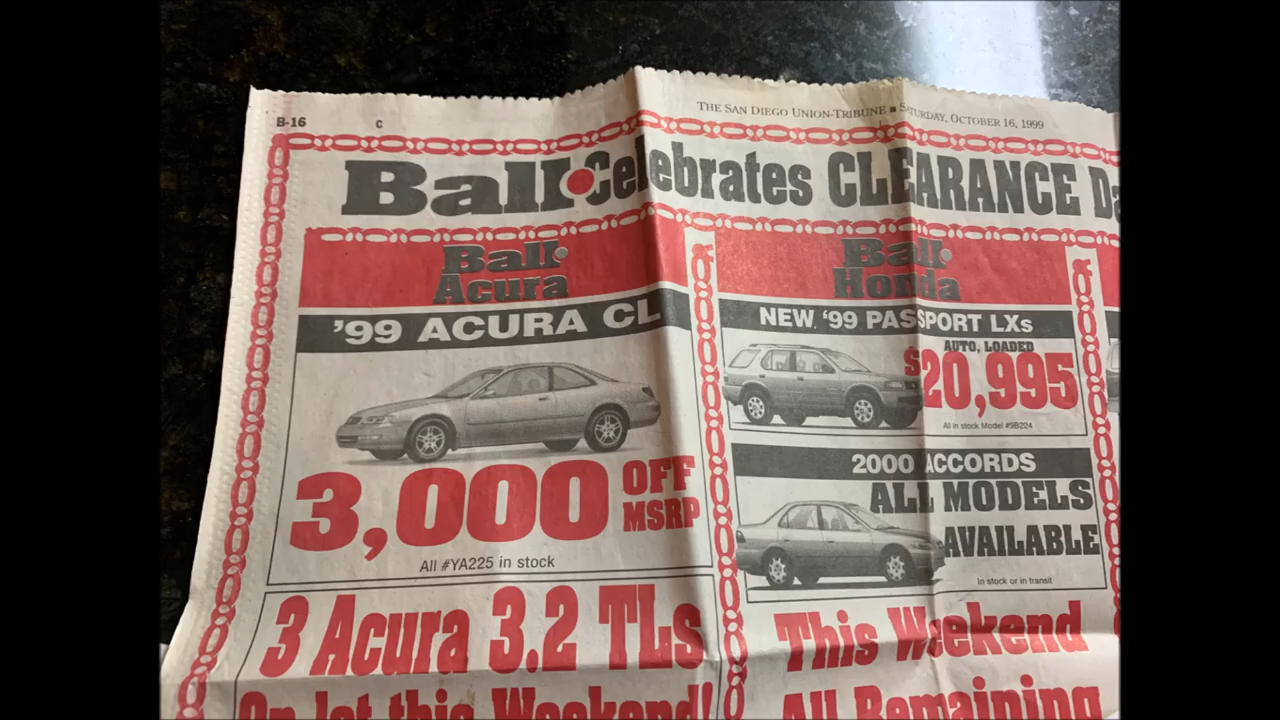 B-16 C THE SAN DIEGO UNION-TRIBUNE ■ SATURDAY, OCTOBER 16, 1999
Ball•Celebrates CLEARANCE Da
Ball•
Acura
'99 ACURA CL
3,000 OFF
MSRP
All #YA225 in stock
3 Acura 3.2 TLs
On lot this Weekend!
Ball•
Honda
NEW '99 PASSPORT LXs
AUTO, LOADED
$20,995
All in stock Model #9B224
2000 ACCORDS
ALL MODELS
AVAILABLE
In stock or in transit
This Weekend
All Remaining